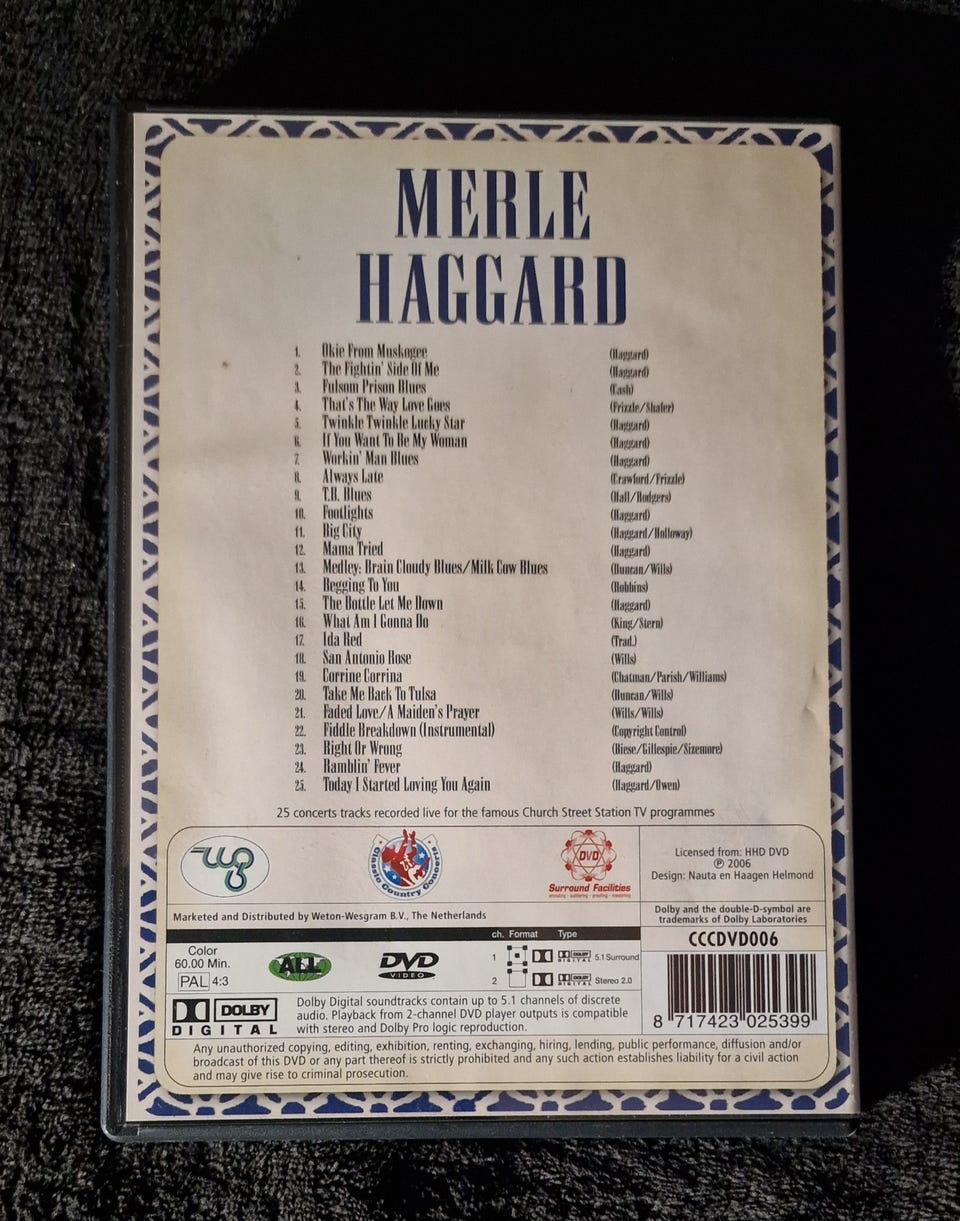 MERLE
HAGGARD
1. Okie From Muskogee (Haggard)
2. The Fightin' Side Of Me (Haggard)
3. Folsom Prison Blues (Cash)
4. That's The Way Love Goes (Frizzle/Shafer)
5. Twinkle Twinkle Lucky Star (Haggard)
6. If You Want To Be My Woman (Haggard)
7. Workin' Man Blues (Haggard)
8. Always Late (Crawford/Frizzle)
9. T.B. Blues (Hall/Rodgers)
10. Footlights (Haggard)
11. Big City (Haggard/Holloway)
12. Mama Tried (Haggard)
13. Medley: Brain Cloudy Blues/Milk Cow Blues (Duncan/Wills)
14. Begging To You (Robbins)
15. The Bottle Let Me Down (Haggard)
16. What Am I Gonna Do (King/Stern)
17. Ida Red (Trad.)
18. San Antonio Rose (Wills)
19. Corrine Corrina (Chatman/Parish/Williams)
20. Take Me Back To Tulsa (Duncan/Wills)
21. Faded Love/A Maiden's Prayer (Wills/Wills)
22. Fiddle Breakdown (Instrumental) (Copyright Control)
23. Right Or Wrong (Biese/Gillespie/Sizemore)
24. Ramblin' Fever (Haggard)
25. Today I Started Loving You Again (Haggard/Owen)
25 concerts tracks recorded live for the famous Church Street Station TV programmes
Classic Country Concerts
DVD
Surround Facilities
encoding - authoring - proofing - mastering
Licensed from: HHD DVD
℗ 2006
Design: Nauta en Haagen Helmond
Marketed and Distributed by Weton-Wesgram B.V., The Netherlands
Dolby and the double-D-symbol are
trademarks of Dolby Laboratories
CCCDVD006
Color
60.00 Min.
PAL 4:3
ALL
DVD
VIDEO
ch. Format Type
1 DOLBY DIGITAL 5.1 Surround
2 DOLBY DIGITAL Stereo 2.0
DOLBY
DIGITAL
Dolby Digital soundtracks contain up to 5.1 channels of discrete
audio. Playback from 2-channel DVD player outputs is compatible
with stereo and Dolby Pro logic reproduction.
8 717423 025399
Any unauthorized copying, editing, exhibition, renting, exchanging, hiring, lending, public performance, diffusion and/or
broadcast of this DVD or any part thereof is strictly prohibited and any such action establishes liability for a civil action
and may give rise to criminal prosecution.